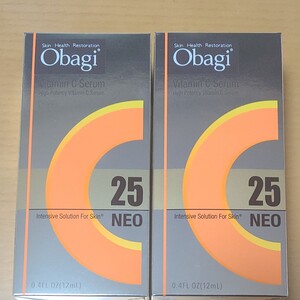 Skin Health Restoration
Obagi®
Vitamin C Serum
25
NEO
Intensive Solution For Skin
0.4FL OZ(12mL)
Skin Health Restoration
Obagi®
Vitamin C Serum
25
NEO
Intensive Solution For Skin
0.4FL OZ(12mL)